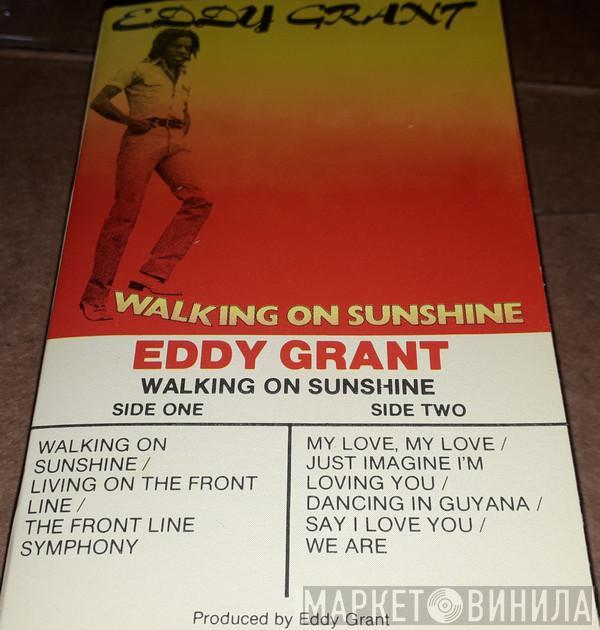 EDDY GRANT
WALKING ON SUNSHINE
EDDY GRANT
WALKING ON SUNSHINE
SIDE ONE
WALKING ON
SUNSHINE /
LIVING ON THE FRONT
LINE /
THE FRONT LINE
SYMPHONY
SIDE TWO
MY LOVE, MY LOVE /
JUST IMAGINE I'M
LOVING YOU /
DANCING IN GUYANA /
SAY I LOVE YOU /
WE ARE
Produced by Eddy Grant
МАРКЕТ ВИНИЛА